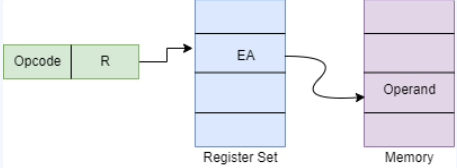 Opcode R
EA
Operand
Register Set
Memory